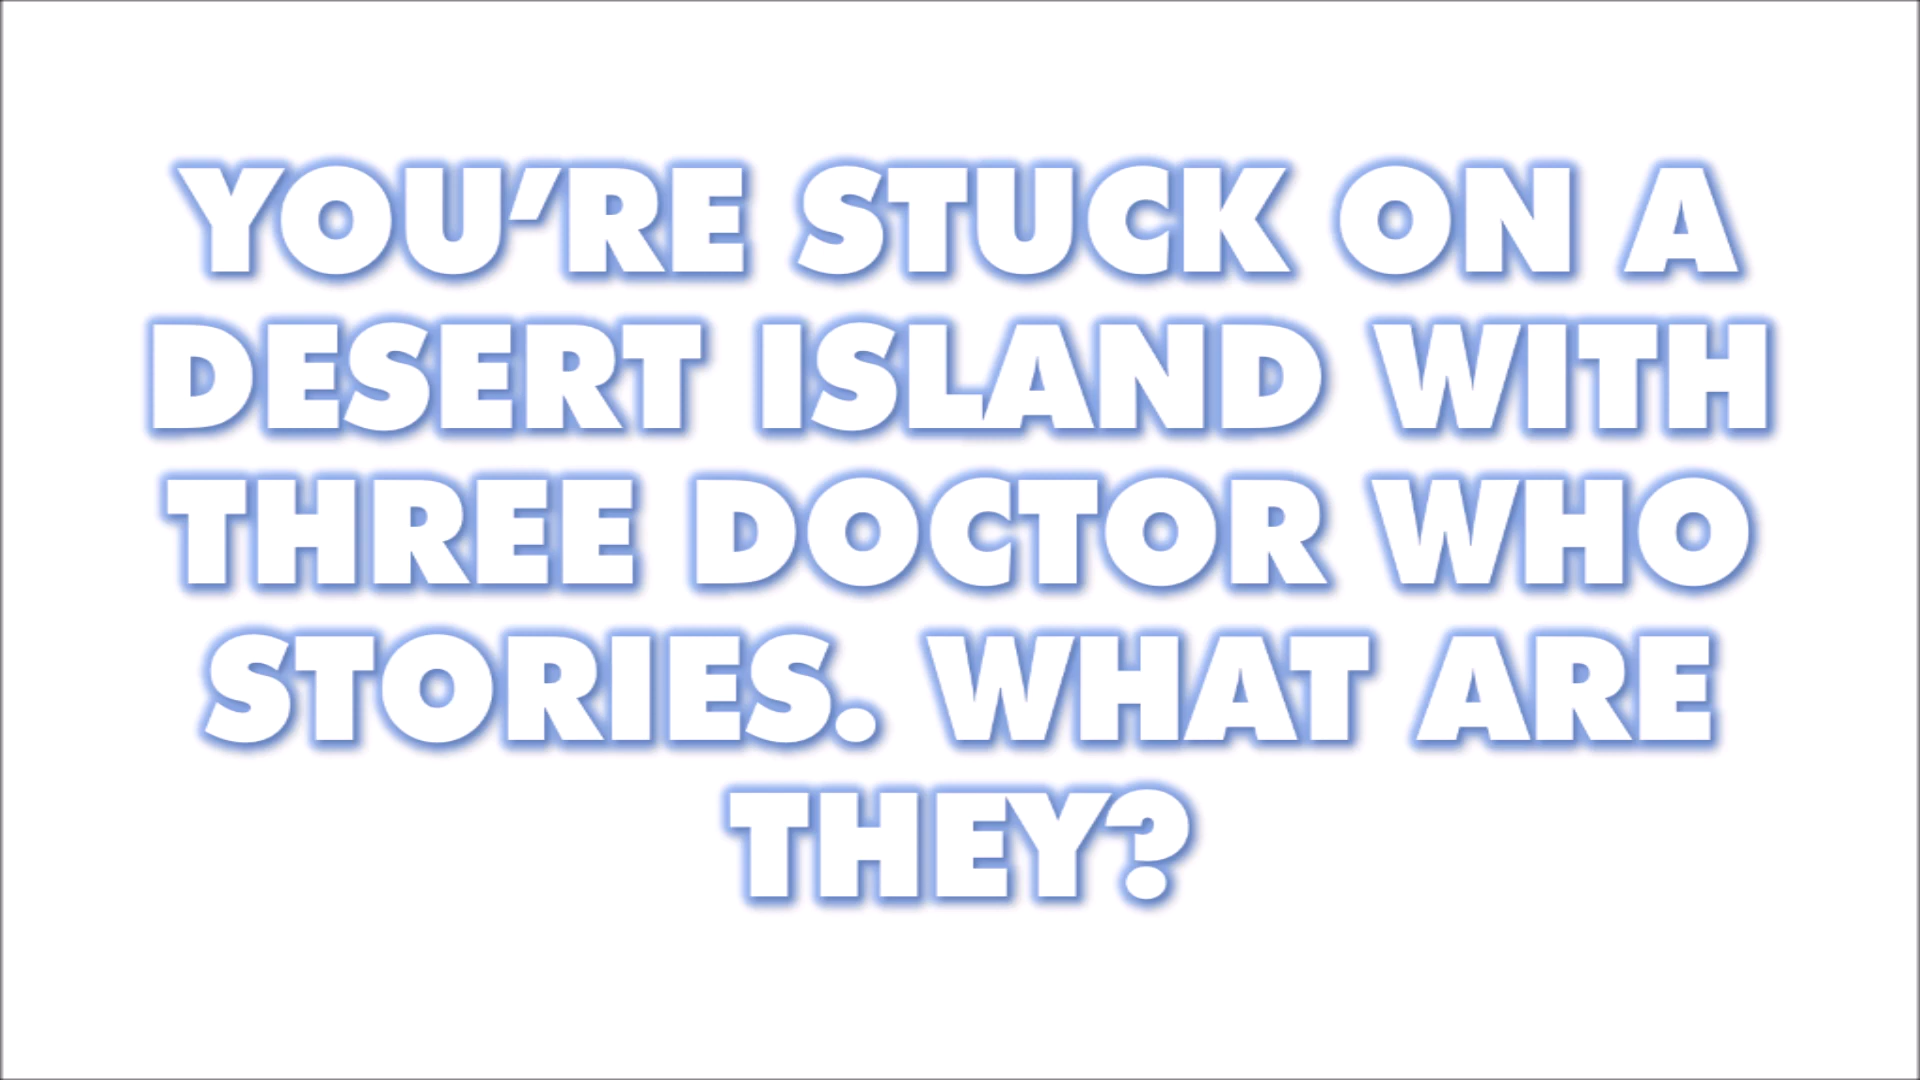 YOU’RE STUCK ON A
DESERT ISLAND WITH
THREE DOCTOR WHO
STORIES. WHAT ARE
THEY?